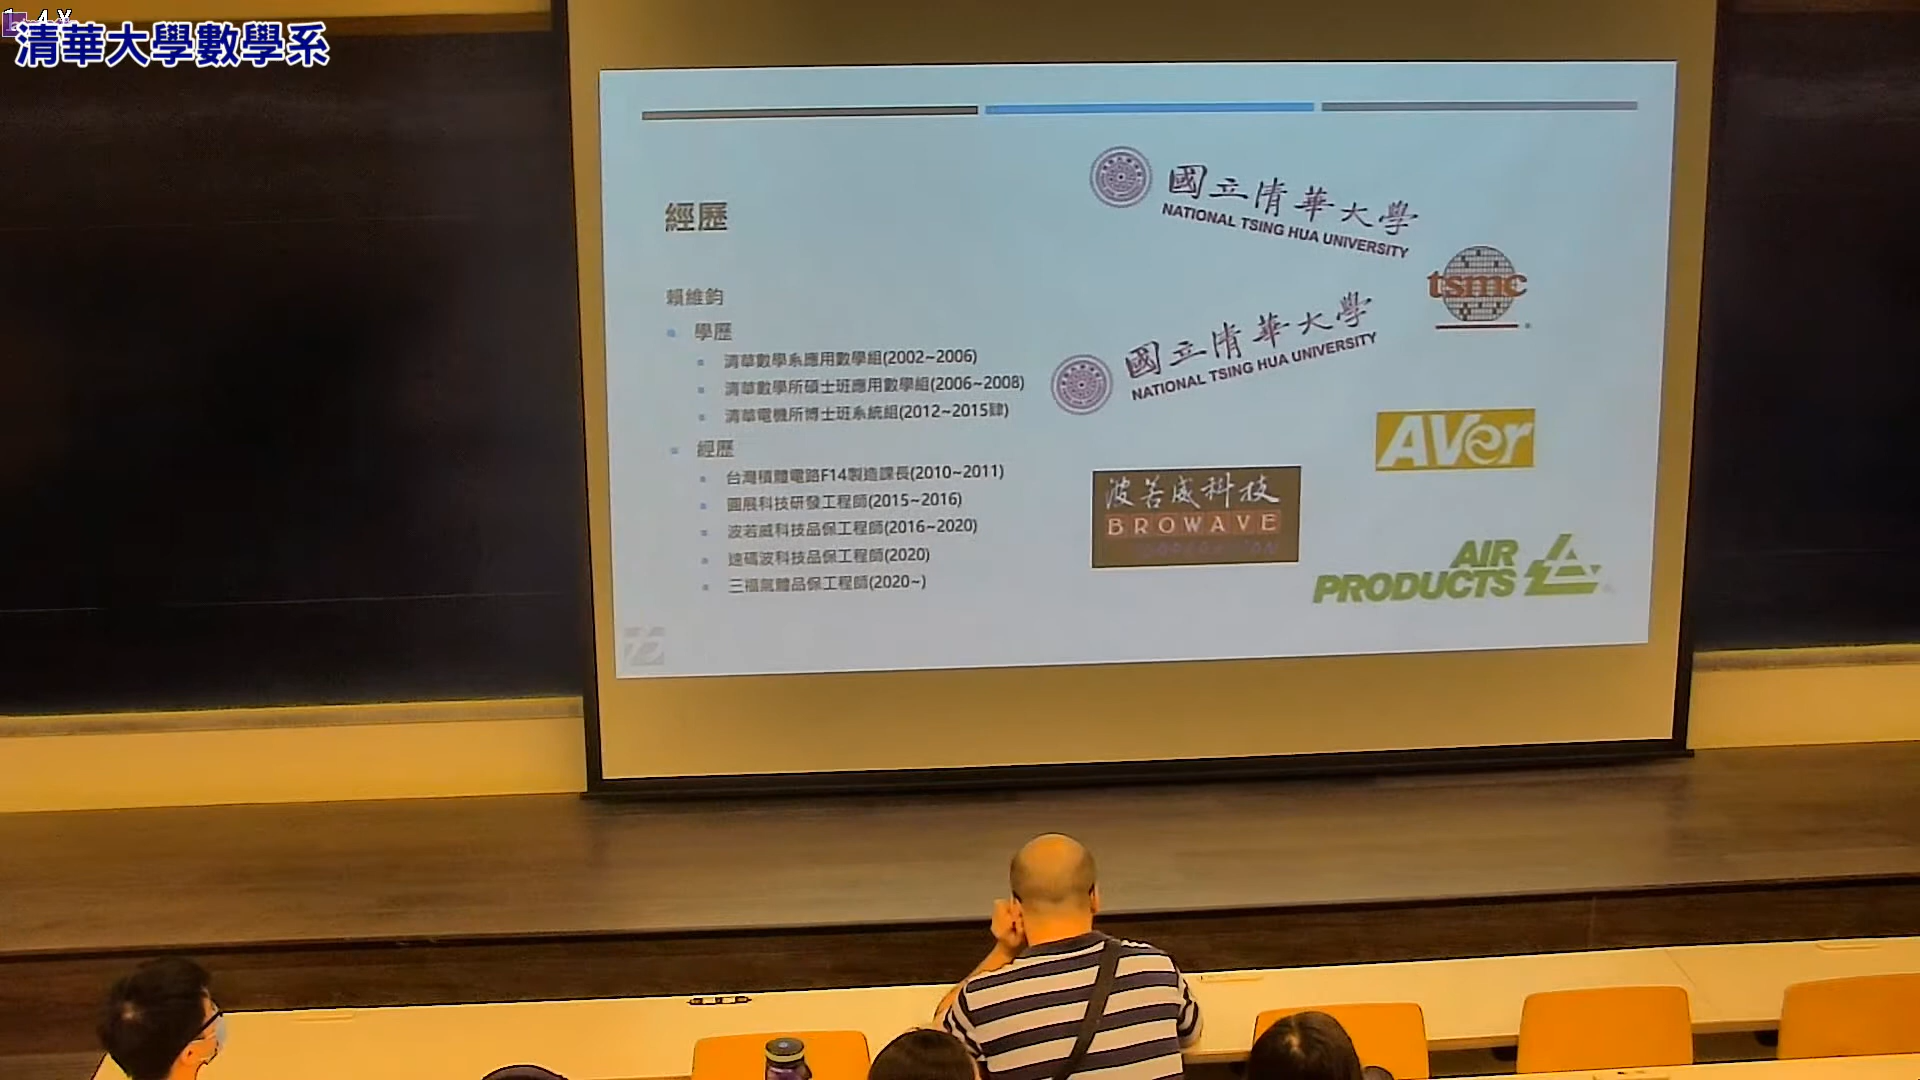 清華大學數學系
經歷
賴維鈞
學歷
清華數學系應用數學組(2002~2006)
清華數學所碩士班應用數學組(2006~2008)
清華電機所博士班系統組(2012~2015肄)
經歷
台灣積體電路F14製造課長(2010~2011)
圓展科技研發工程師(2015~2016)
波若威科技品保工程師(2016~2020)
速碼波科技品保工程師(2020)
三福氣體品保工程師(2020~)
國立清華大學
NATIONAL TSING HUA UNIVERSITY
tsmc
國立清華大學
NATIONAL TSING HUA UNIVERSITY
AVer
波若威科技
BROWAVE
AIR
PRODUCTS